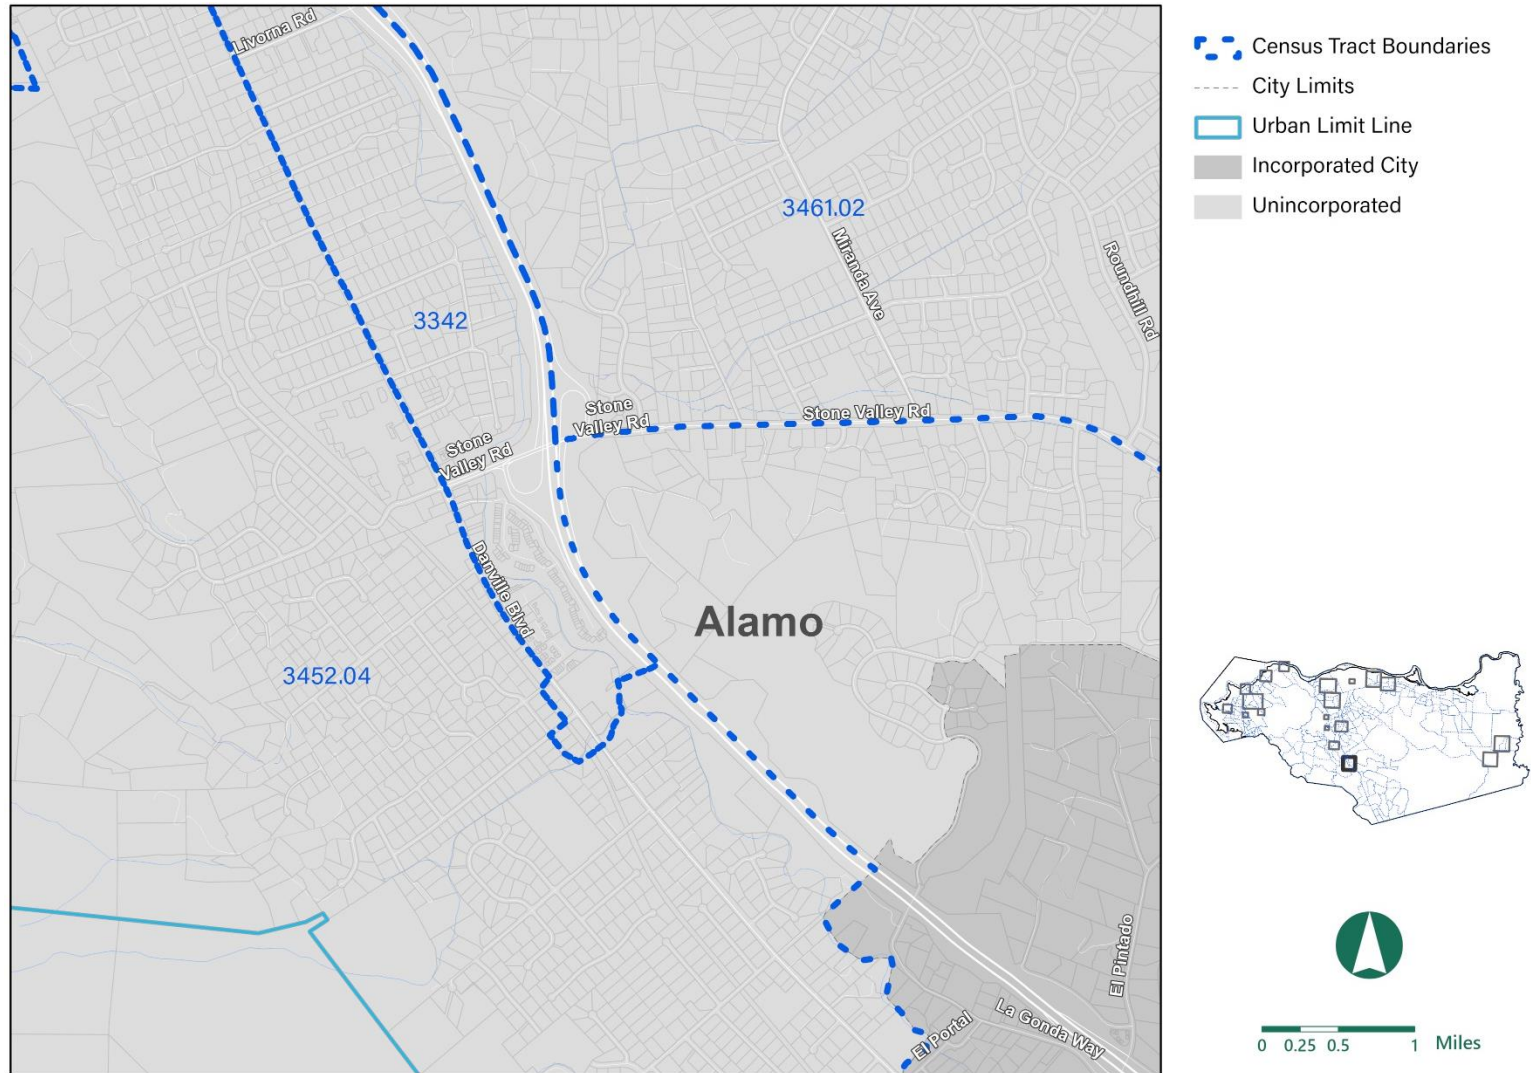 Livorna Rd
3461.02
Miranda Ave
Roundhill Rd
3342
Stone
Valley Rd
Stone Valley Rd
Stone
Valley Rd
Danville Blvd
Alamo
3452.04
El Pintado
La Gonda Way
El Portal
Census Tract Boundaries
City Limits
Urban Limit Line
Incorporated City
Unincorporated
0 0.25 0.5 1 Miles